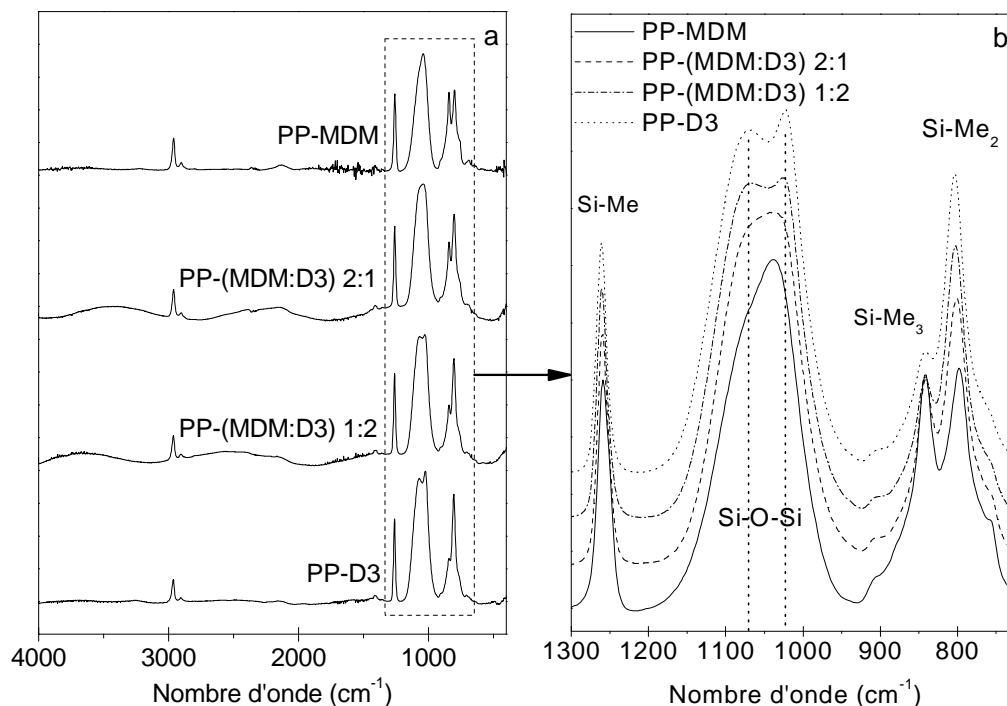 a
PP-MDM
PP-(MDM:D3) 2:1
PP-(MDM:D3) 1:2
PP-D3
4000 3000 2000 1000
Nombre d'onde (cm⁻¹)
b
PP-MDM
PP-(MDM:D3) 2:1
PP-(MDM:D3) 1:2
PP-D3
Si-Me₂
Si-Me
Si-Me₃
Si-O-Si
1300 1200 1100 1000 900 800
Nombre d'onde (cm⁻¹)